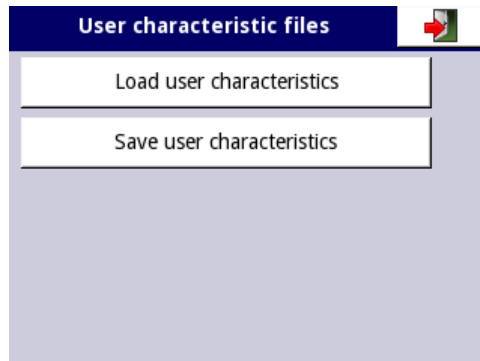 User characteristic files
Load user characteristics
Save user characteristics